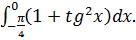 ∫_{-π/4}^{0} (1 + tg²x)dx.